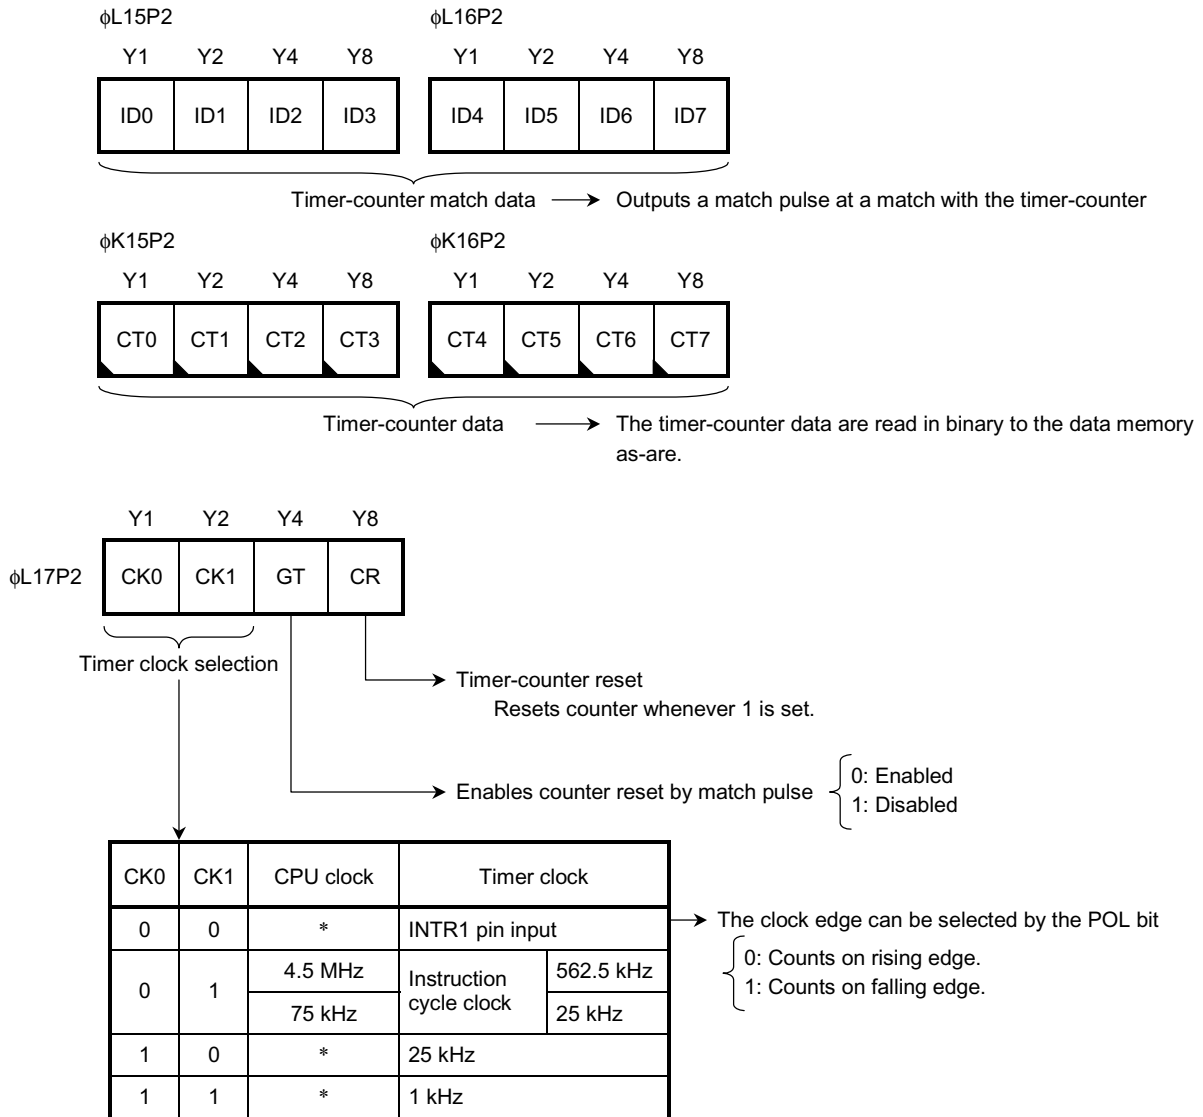 ϕL15P2 ϕL16P2
Y1 Y2 Y4 Y8 Y1 Y2 Y4 Y8
ID0 ID1 ID2 ID3 ID4 ID5 ID6 ID7
Timer-counter match data Outputs a match pulse at a match with the timer-counter
ϕK15P2 ϕK16P2
Y1 Y2 Y4 Y8 Y1 Y2 Y4 Y8
CT0 CT1 CT2 CT3 CT4 CT5 CT6 CT7
Timer-counter data The timer-counter data are read in binary to the data memory
as-are.
Y1 Y2 Y4 Y8
ϕL17P2 CK0 CK1 GT CR
Timer clock selection
Timer-counter reset
Resets counter whenever 1 is set.
Enables counter reset by match pulse
0: Enabled
1: Disabled
CK0 CK1 CPU clock Timer clock
0 0 * INTR1 pin input
The clock edge can be selected by the POL bit
0: Counts on rising edge.
1: Counts on falling edge.
0 1 4.5 MHz Instruction cycle clock 562.5 kHz
75 kHz 25 kHz
1 0 * 25 kHz
1 1 * 1 kHz